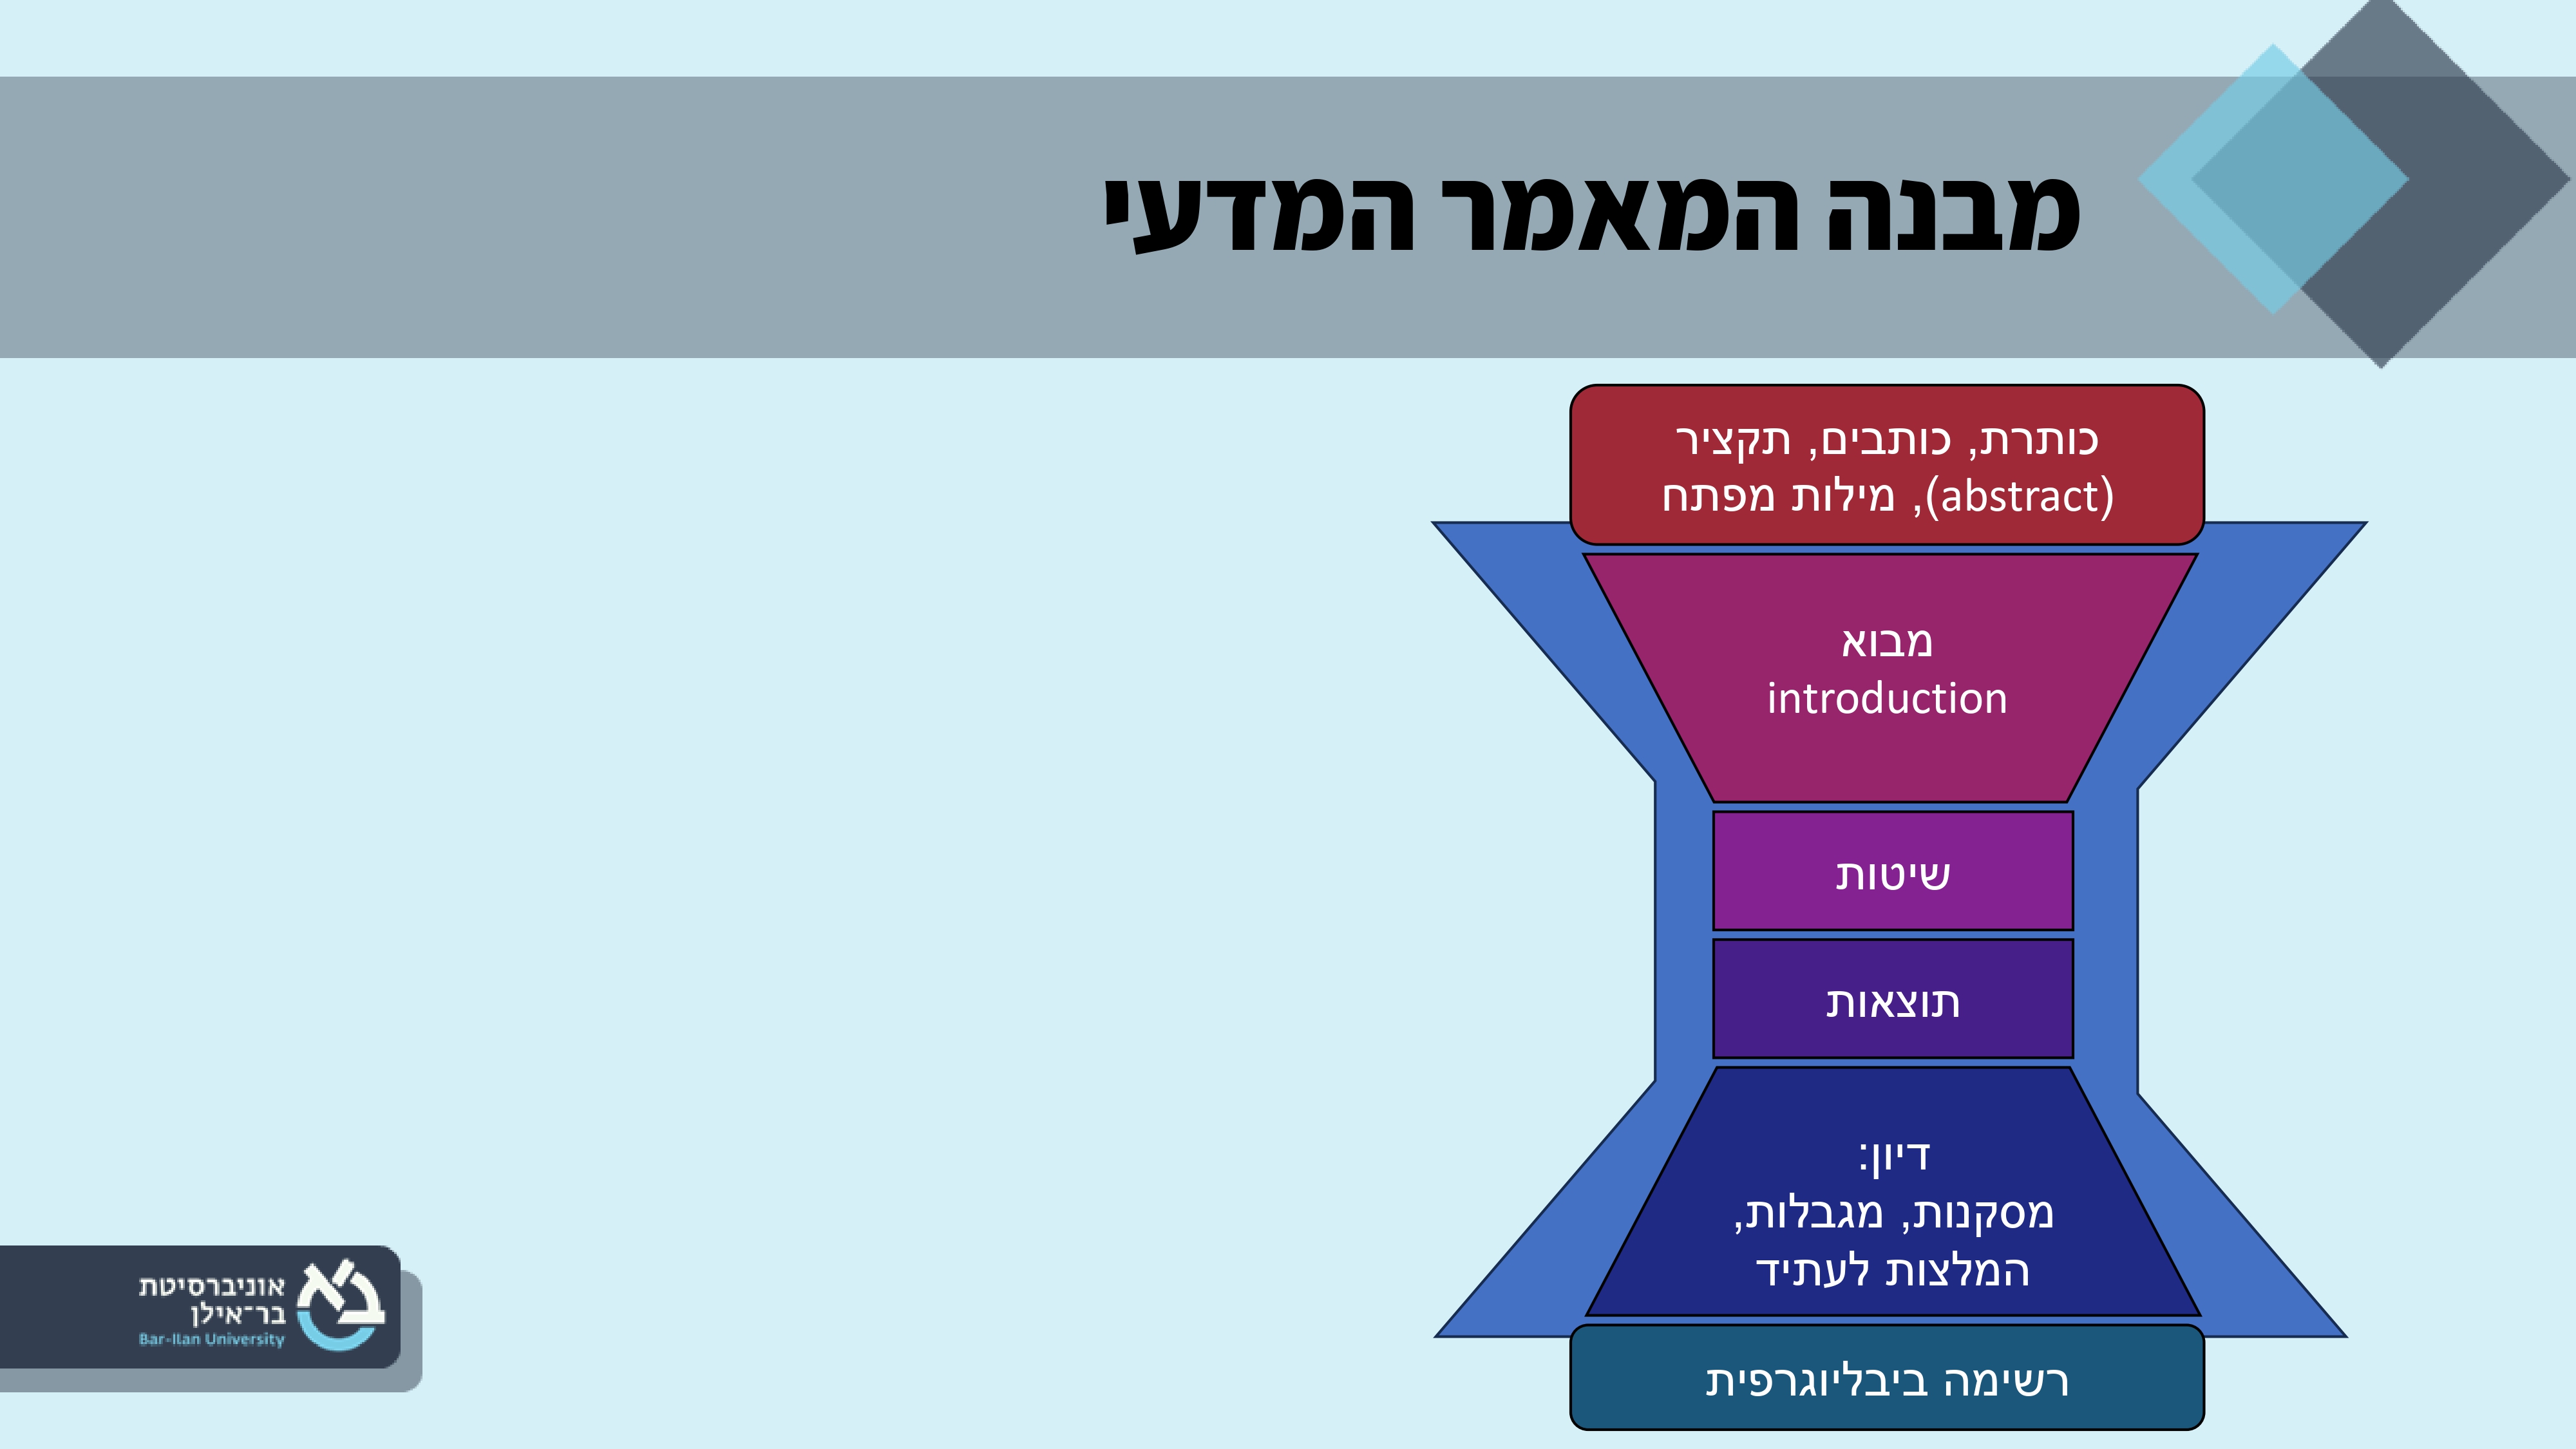 מבנה המאמר המדעי
כותרת, כותבים, תקציר
(abstract), מילות מפתח
מבוא
introduction
שיטות
תוצאות
דיון:
מסקנות, מגבלות,
המלצות לעתיד
רשימה ביבליוגרפית
אוניברסיטת
בר־אילן
Bar-Ilan University